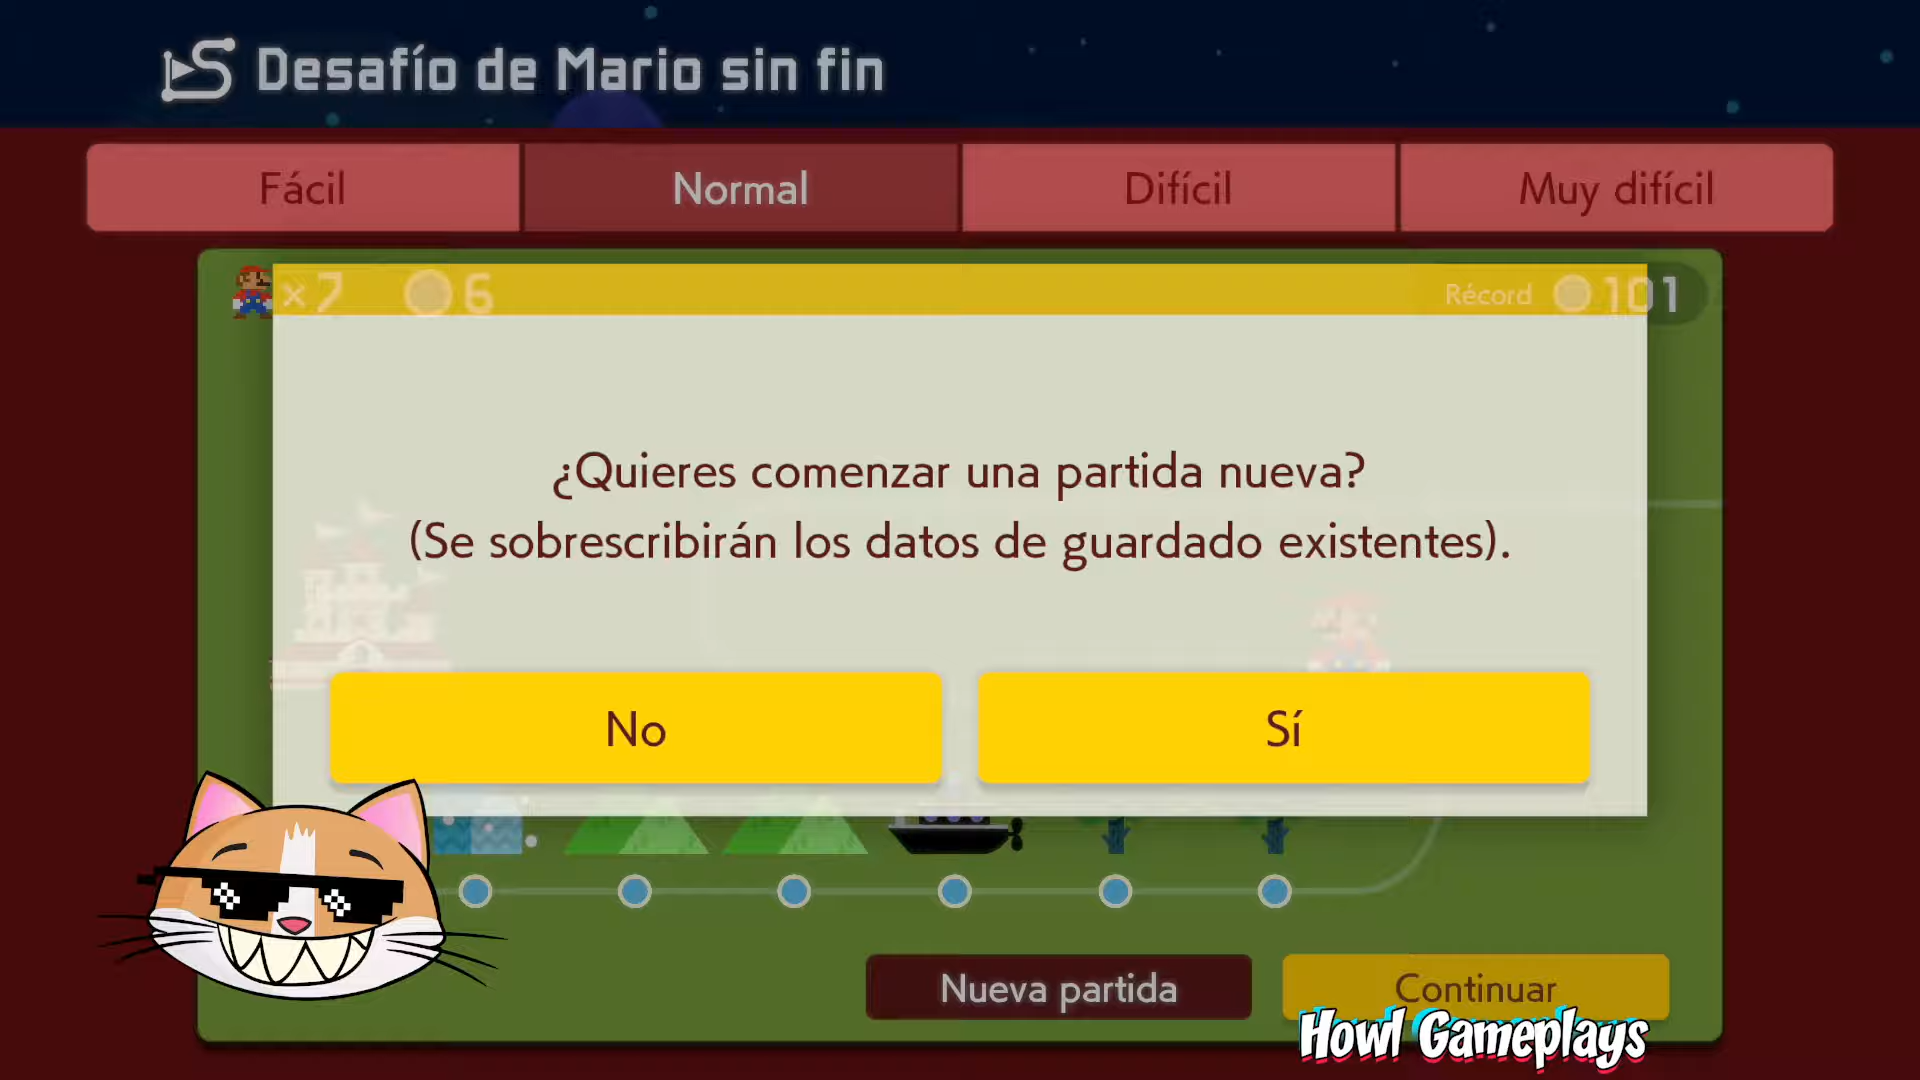 Desafío de Mario sin fin
Fácil
Normal
Difícil
Muy difícil
×7
6
Récord
101
¿Quieres comenzar una partida nueva?
(Se sobrescribirán los datos de guardado existentes).
No
Sí
Nueva partida
Continuar
Howl Gameplays